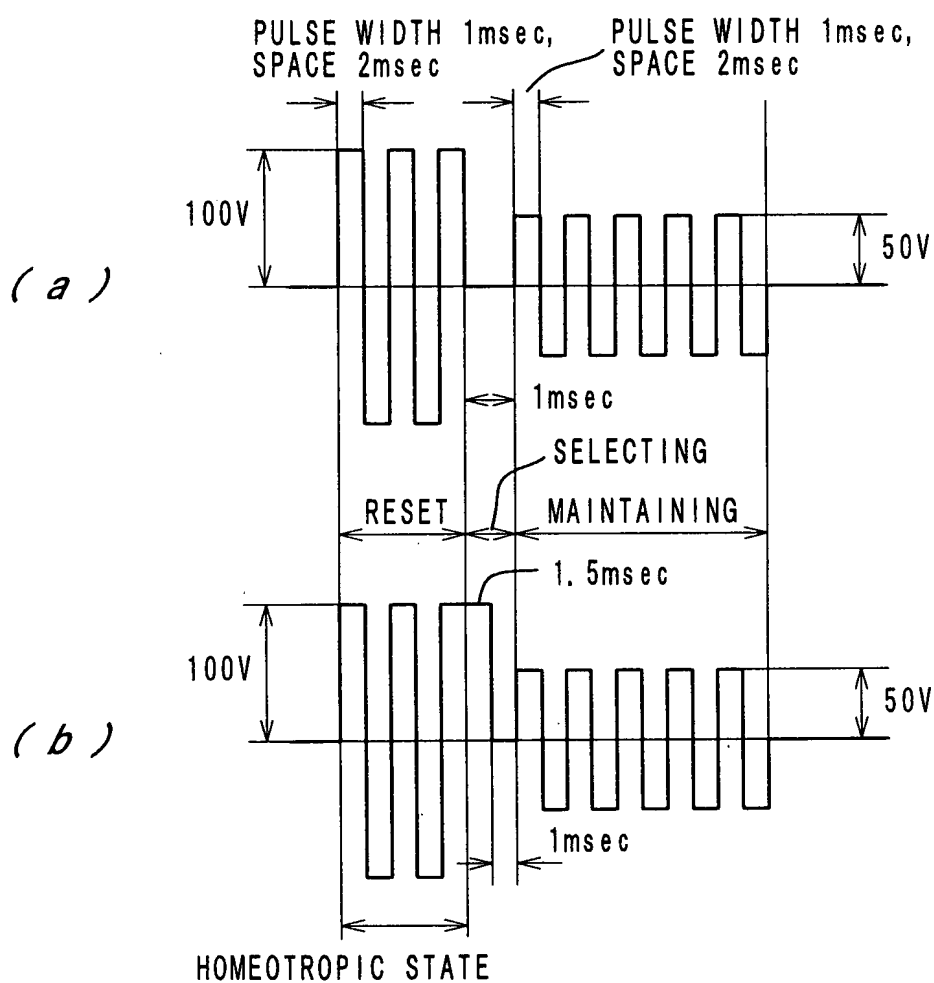 PULSE WIDTH 1msec,
SPACE 2msec
PULSE WIDTH 1msec,
SPACE 2msec
100V
50V
(a)
1msec
SELECTING
RESET
MAINTAINING
1.5msec
100V
50V
(b)
1msec
HOMEOTROPIC STATE